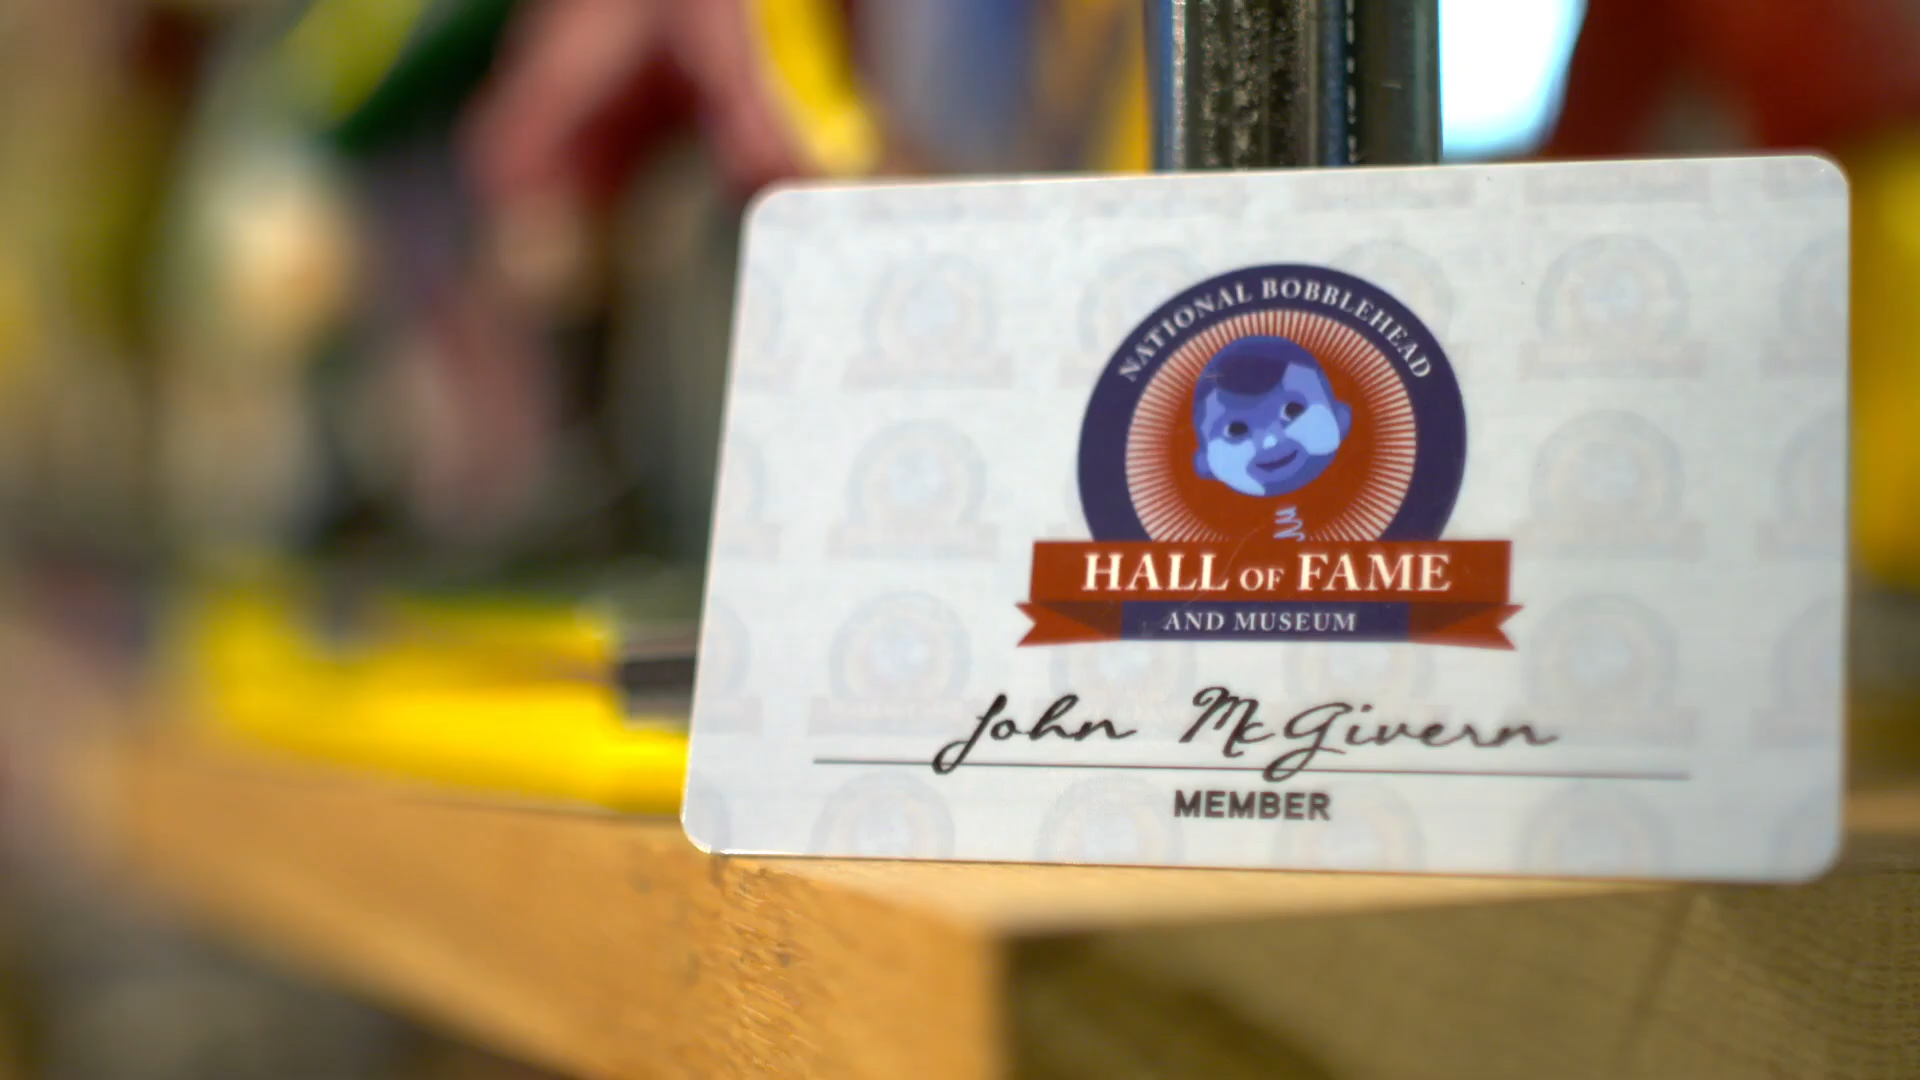 NATIONAL BOBBLEHEAD
HALL OF FAME
AND MUSEUM
John McGivern
MEMBER